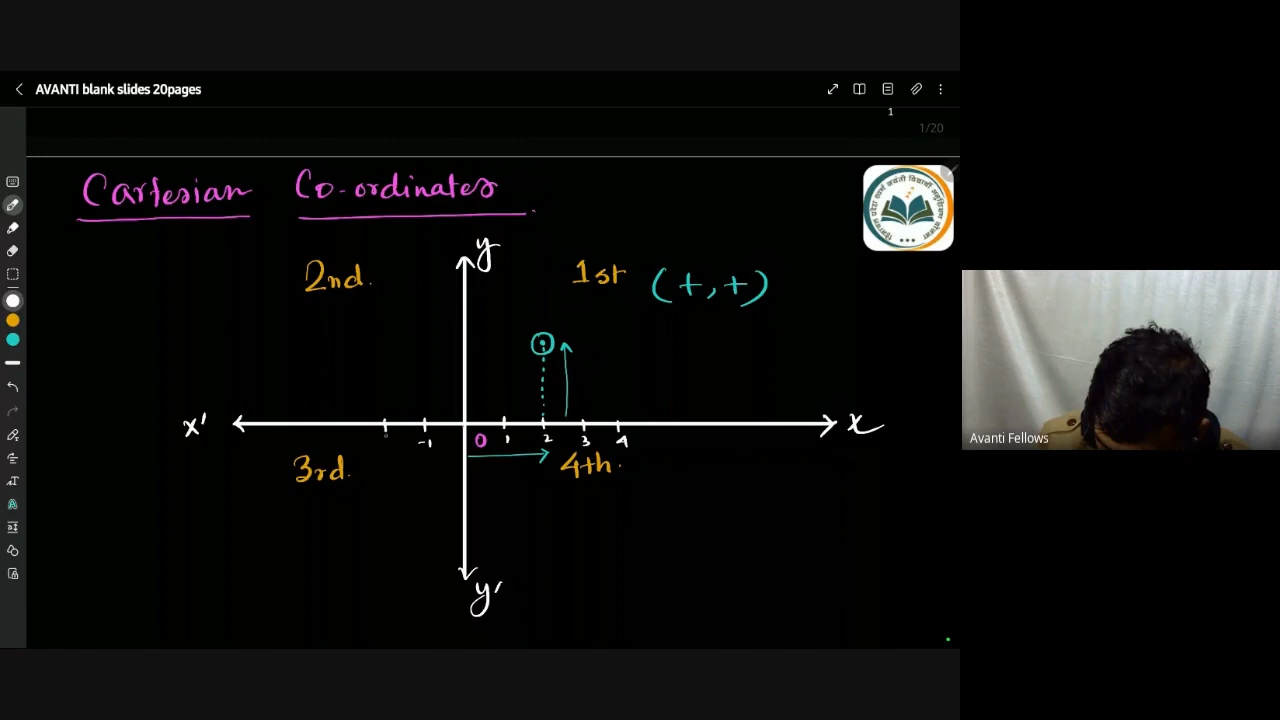 AVANTI blank slides 20pages
1
1/20
Cartesian Co-ordinates
y
2nd.
1st (+,+)
x' x
-1 0 1 2 3 4
3rd.
4th.
y'
Avanti Fellows